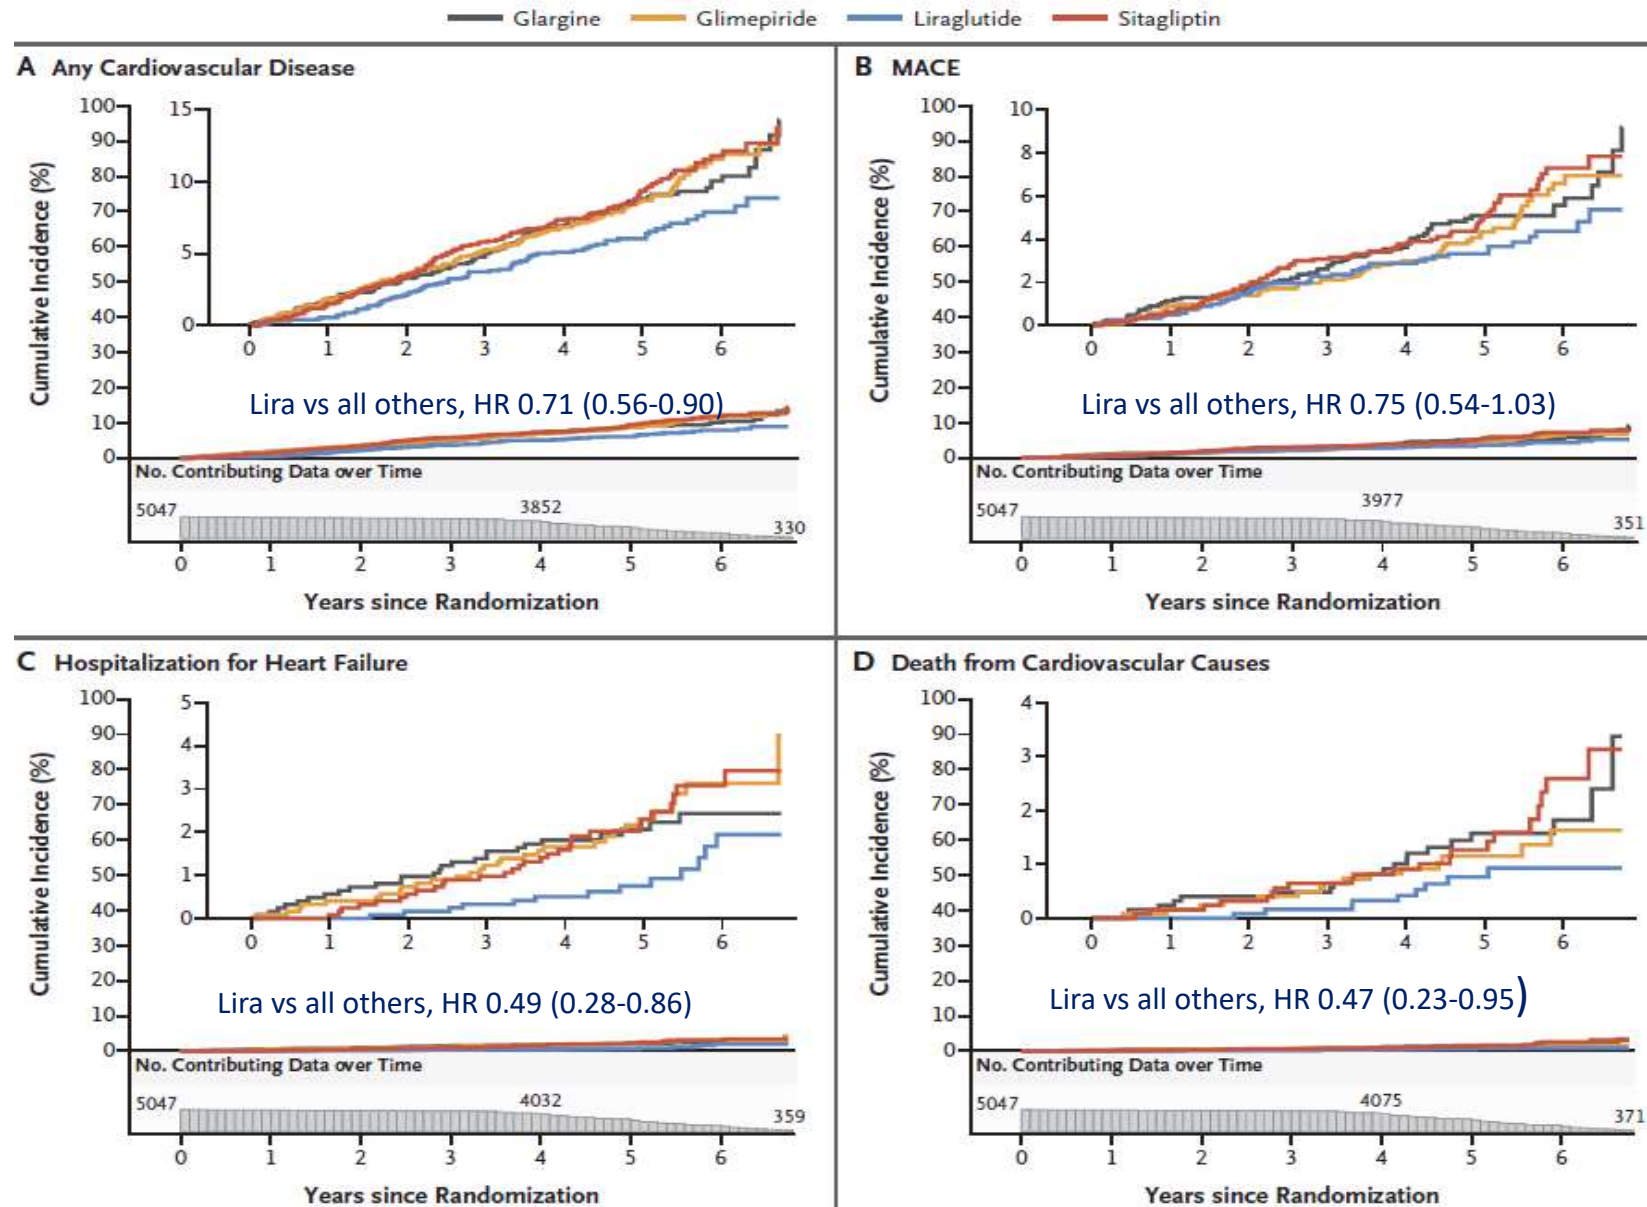 Glargine Glimepiride Liraglutide Sitagliptin
A Any Cardiovascular Disease
Cumulative Incidence (%)
100
90
80
70
60
50
40
30
20
10
0
15
10
5
0
0 1 2 3 4 5 6
Lira vs all others, HR 0.71 (0.56-0.90)
No. Contributing Data over Time
5047 3852 330
0 1 2 3 4 5 6
Years since Randomization
B MACE
Cumulative Incidence (%)
100
90
80
70
60
50
40
30
20
10
0
10
8
6
4
2
0
0 1 2 3 4 5 6
Lira vs all others, HR 0.75 (0.54-1.03)
No. Contributing Data over Time
5047 3977 351
0 1 2 3 4 5 6
Years since Randomization
C Hospitalization for Heart Failure
Cumulative Incidence (%)
100
90
80
70
60
50
40
30
20
10
0
5
4
3
2
1
0
0 1 2 3 4 5 6
Lira vs all others, HR 0.49 (0.28-0.86)
No. Contributing Data over Time
5047 4032 359
0 1 2 3 4 5 6
Years since Randomization
D Death from Cardiovascular Causes
Cumulative Incidence (%)
100
90
80
70
60
50
40
30
20
10
0
4
3
2
1
0
0 1 2 3 4 5 6
Lira vs all others, HR 0.47 (0.23-0.95)
No. Contributing Data over Time
5047 4075 371
0 1 2 3 4 5 6
Years since Randomization